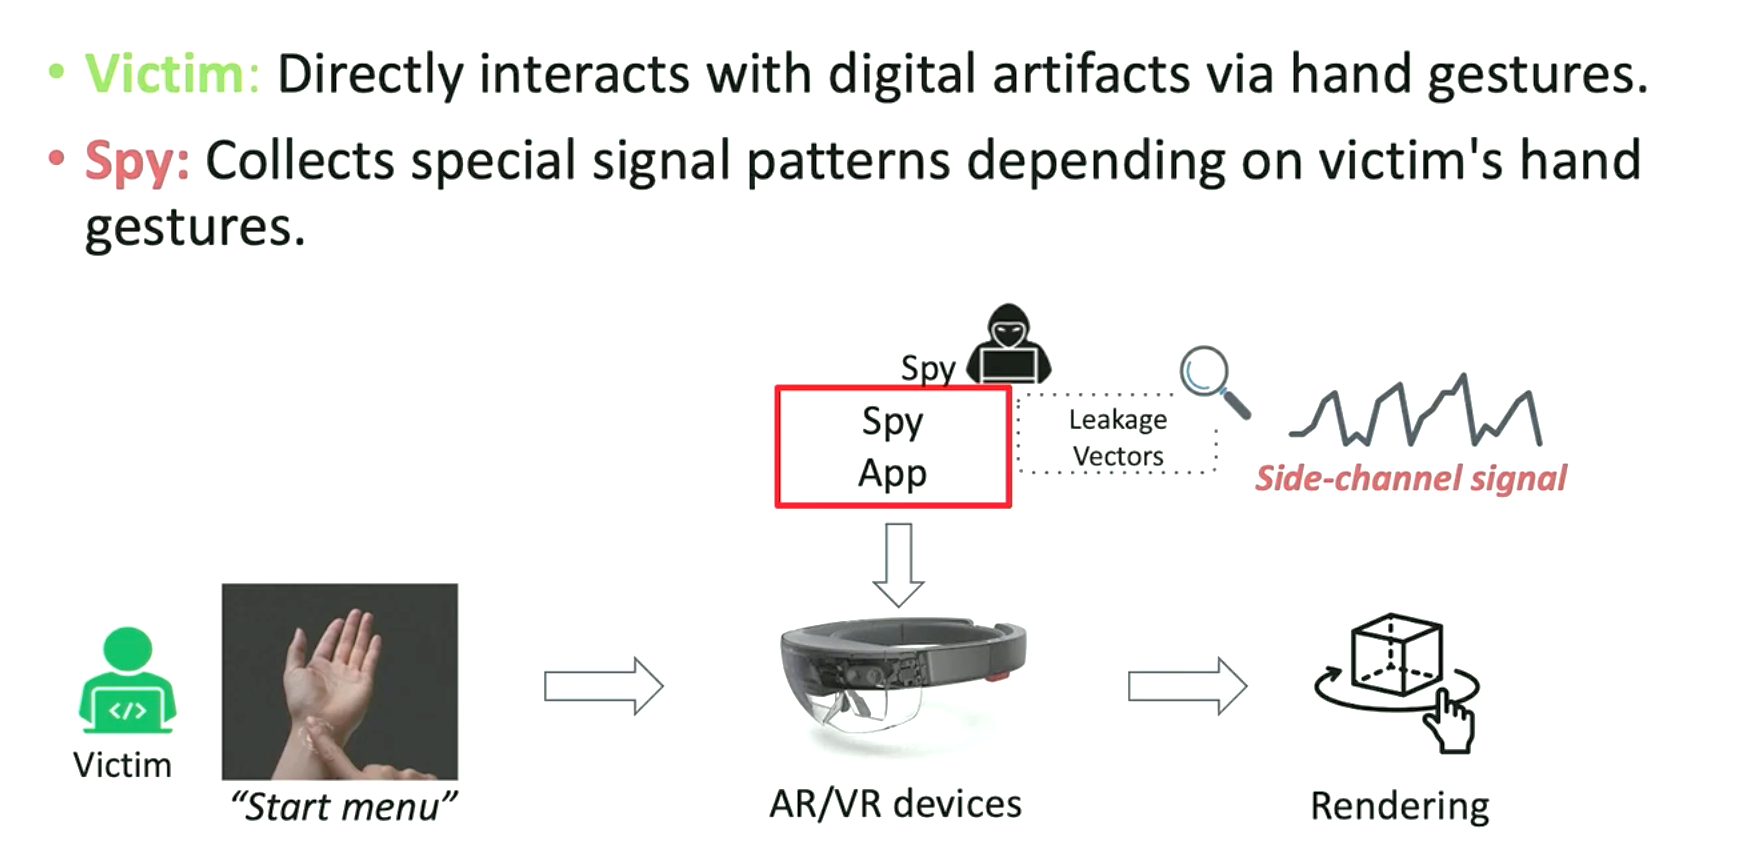 • Victim: Directly interacts with digital artifacts via hand gestures.
• Spy: Collects special signal patterns depending on victim's hand
gestures.
Spy
Spy
App
Leakage
Vectors
Side-channel signal
</>
Victim
“Start menu”
AR/VR devices
Rendering